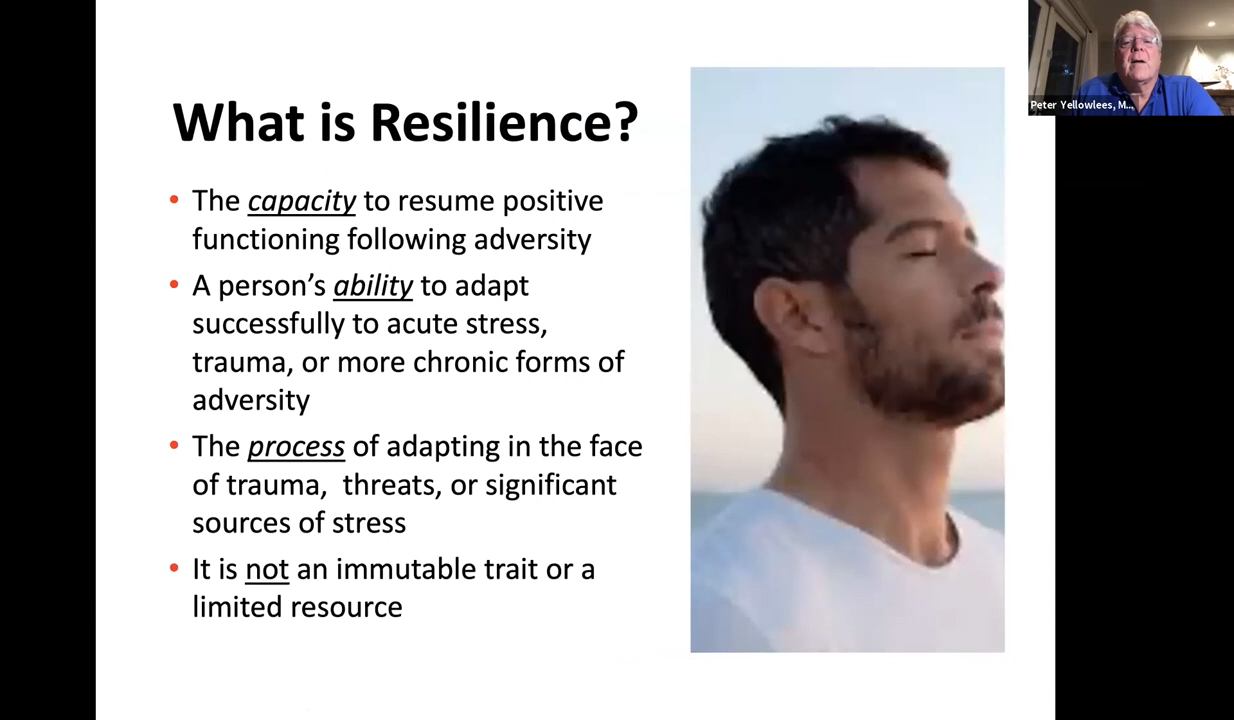 Peter Yellowlees, M...
What is Resilience?
• The capacity to resume positive
functioning following adversity
• A person’s ability to adapt
successfully to acute stress,
trauma, or more chronic forms of
adversity
• The process of adapting in the face
of trauma,  threats, or significant
sources of stress
• It is not an immutable trait or a
limited resource